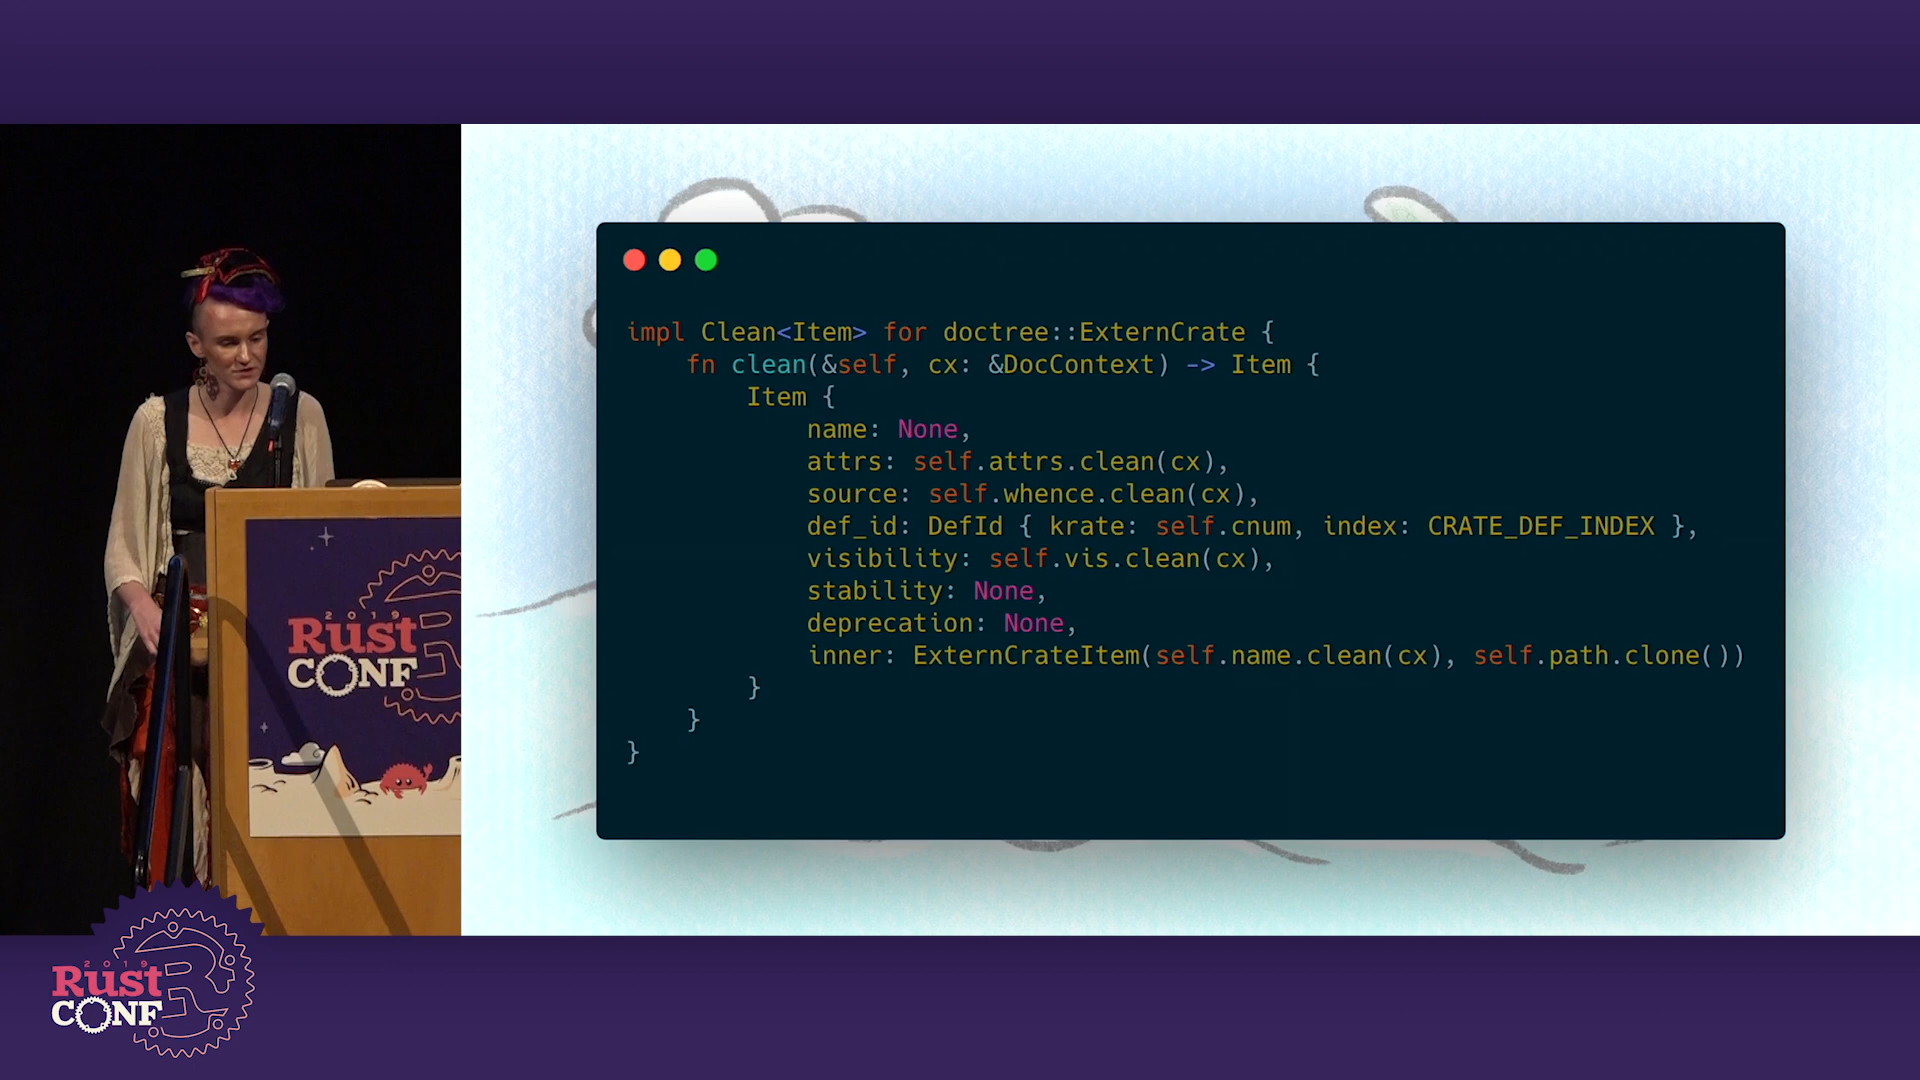 impl Clean<Item> for doctree::ExternCrate {
    fn clean(&self, cx: &DocContext) -> Item {
        Item {
            name: None,
            attrs: self.attrs.clean(cx),
            source: self.whence.clean(cx),
            def_id: DefId { krate: self.cnum, index: CRATE_DEF_INDEX },
            visibility: self.vis.clean(cx),
            stability: None,
            deprecation: None,
            inner: ExternCrateItem(self.name.clean(cx), self.path.clone())
        }
    }
}
2019
Rust
CONF
R
2019
Rust
CONF
R